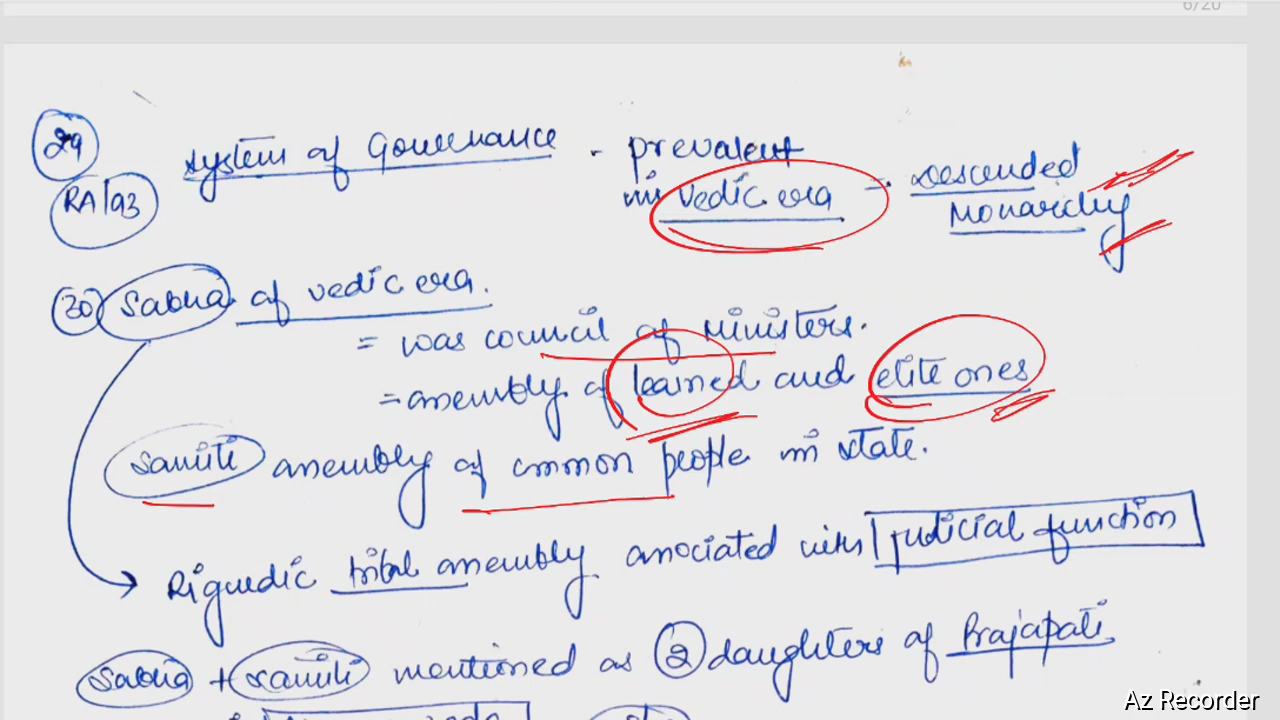 6/20
29
system of Governance - prevalent
RA/93
in Vedic era - Descended
Monarchy
30 Sabha of vedic era.
= was council of Ministers.
= assembly of learned and elite ones
Samiti assembly of common people in state.
Rigvedic tribal assembly associated with judicial function
Sabha + Samiti mentioned as 2 daughters of Prajapati
Az Recorder